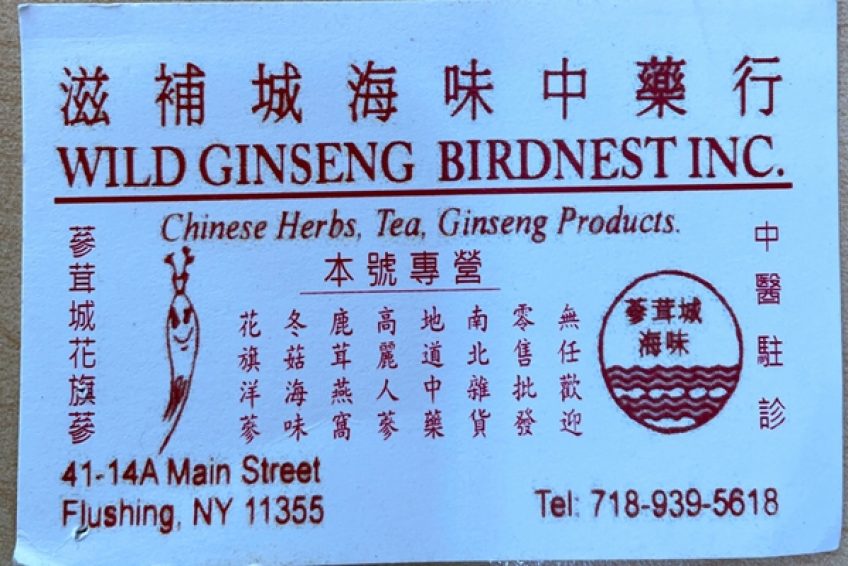 滋補城海味中藥行
WILD GINSENG BIRDNEST INC.
Chinese Herbs, Tea, Ginseng Products.
蔘茸城花旗蔘
本號專營
花旗洋蔘
冬菇海味
鹿茸燕窩
高麗人蔘
地道中藥
南北雜貨
零售批發
無任歡迎
蔘茸城
海味
中醫駐診
41-14A Main Street
Flushing, NY 11355
Tel: 718-939-5618